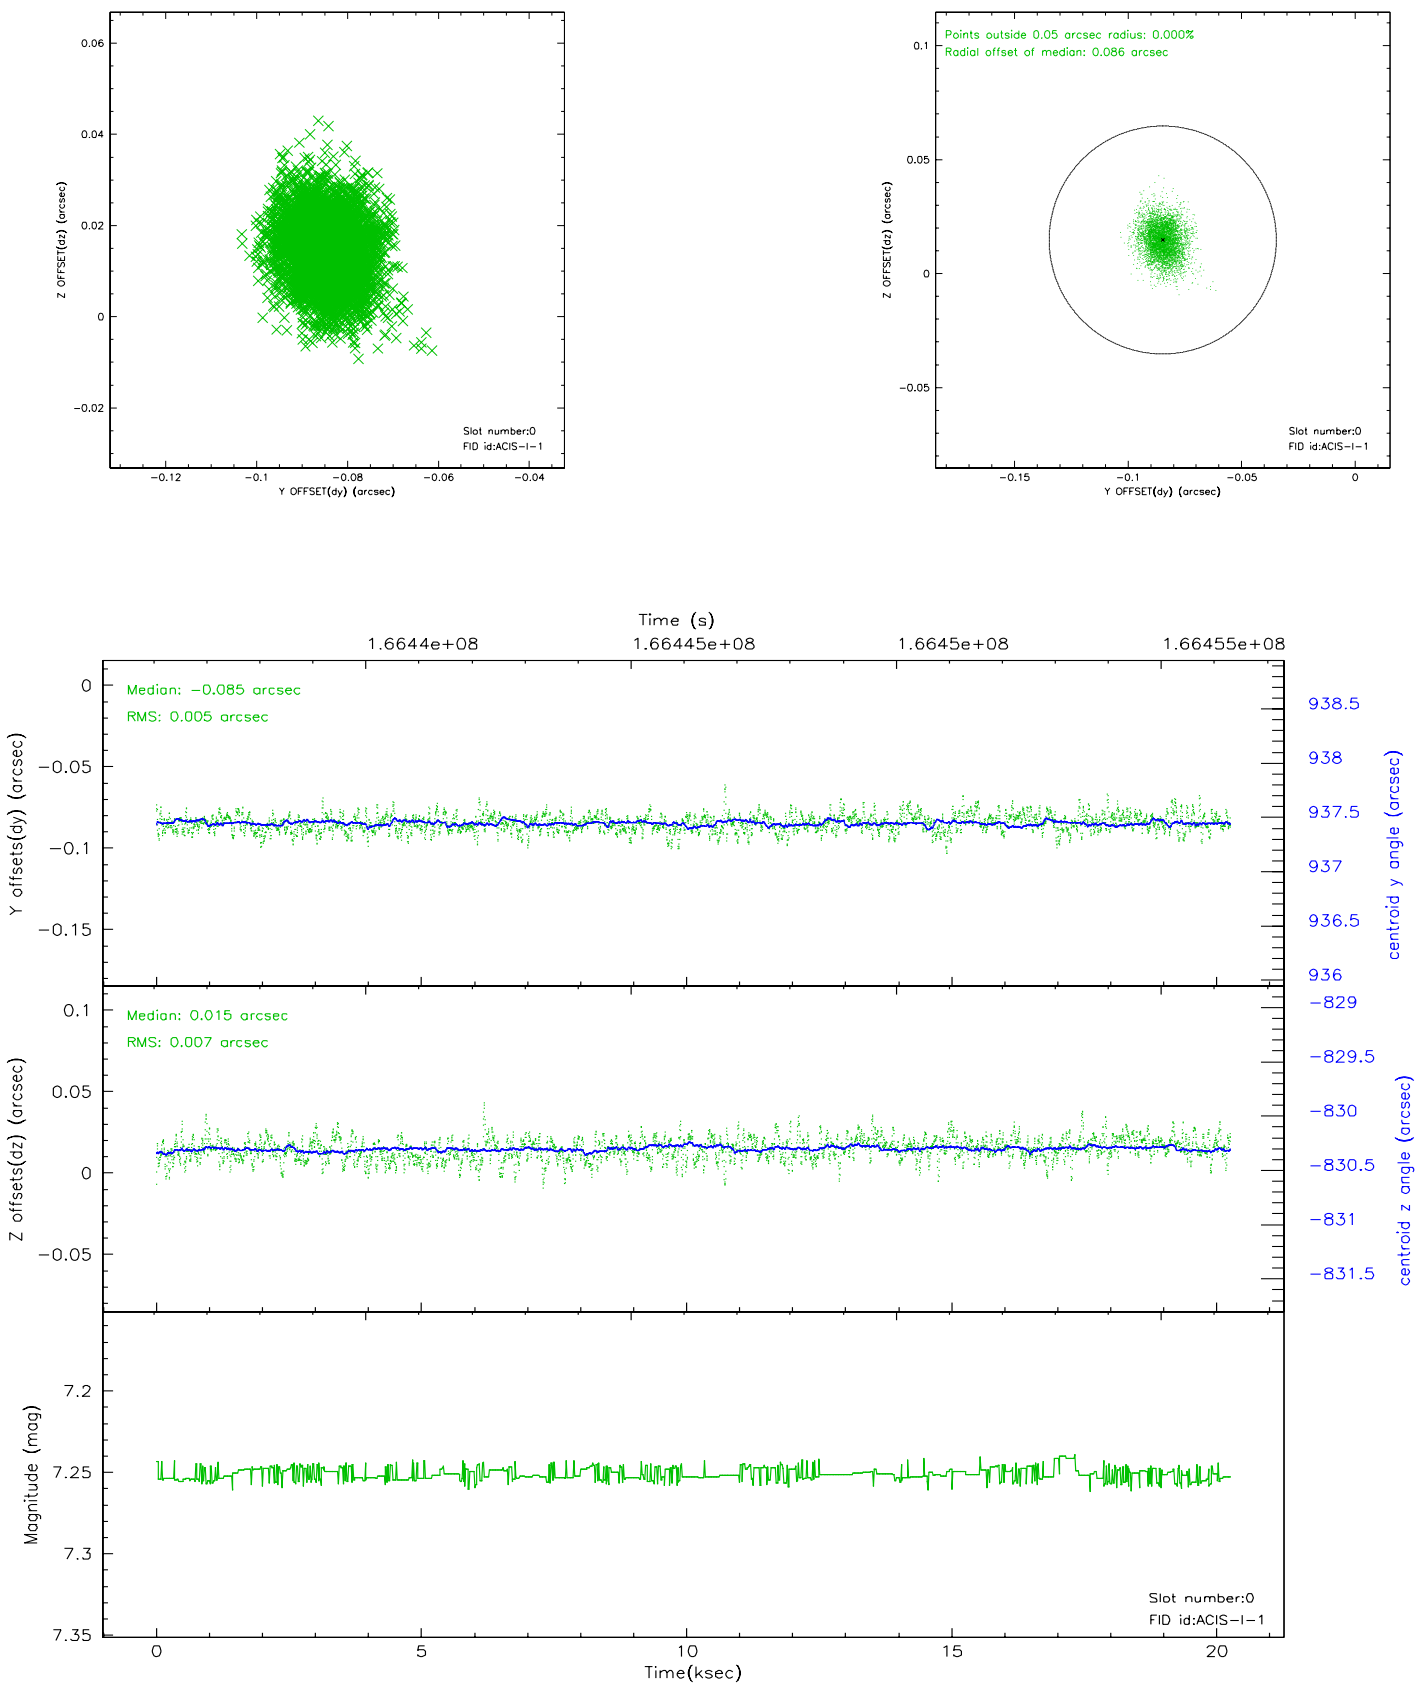 0.06
0.04
0.02
0
−0.02
Z OFFSET(dz) (arcsec)
Slot number:0
FID id:ACIS−I−1
−0.12
−0.1
−0.08
−0.06
−0.04
Y OFFSET(dy) (arcsec)
Points outside 0.05 arcsec radius: 0.000%
Radial offset of median: 0.086 arcsec
0.1
0.05
0
−0.05
Z OFFSET(dz) (arcsec)
Slot number:0
FID id:ACIS−I−1
−0.15
−0.1
−0.05
0
Y OFFSET(dy) (arcsec)
Time (s)
1.6644e+08
1.66445e+08
1.6645e+08
1.66455e+08
Median: −0.085 arcsec
RMS: 0.005 arcsec
0
−0.05
−0.1
−0.15
Y offsets(dy) (arcsec)
938.5
938
937.5
937
936.5
936
centroid y angle (arcsec)
Median: 0.015 arcsec
RMS: 0.007 arcsec
0.1
0.05
0
−0.05
Z offsets(dz) (arcsec)
−829
−829.5
−830
−830.5
−831
−831.5
centroid z angle (arcsec)
7.2
7.25
7.3
7.35
Magnitude (mag)
Slot number:0
FID id:ACIS−I−1
0
5
10
15
20
Time(ksec)